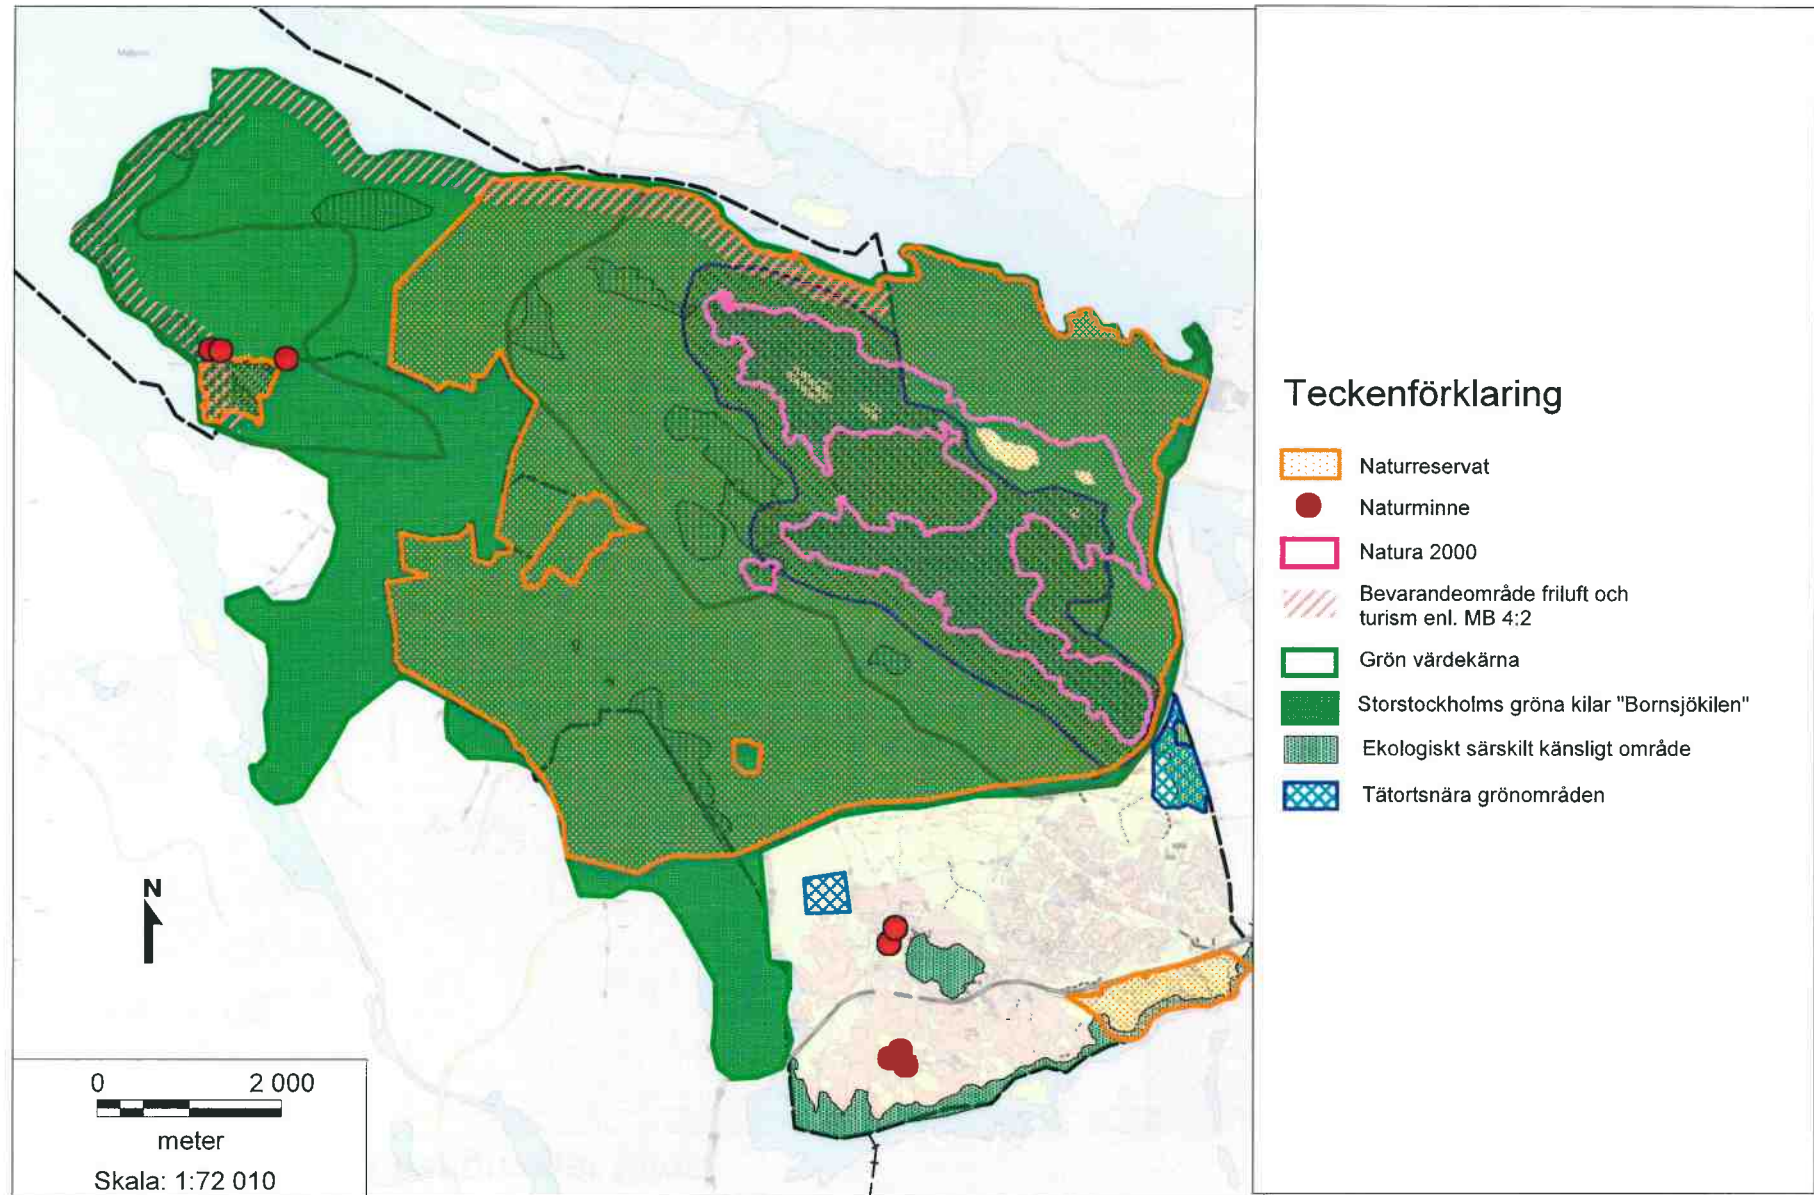 Teckenförklaring
Naturreservat
Naturminne
Natura 2000
Bevarandeområde friluft och
turism enl. MB 4:2
Grön värdekärna
Storstockholms gröna kilar "Bornsjökilen"
Ekologiskt särskilt känsligt område
Tätortsnära grönområden
N
0 2 000
meter
Skala: 1:72 010